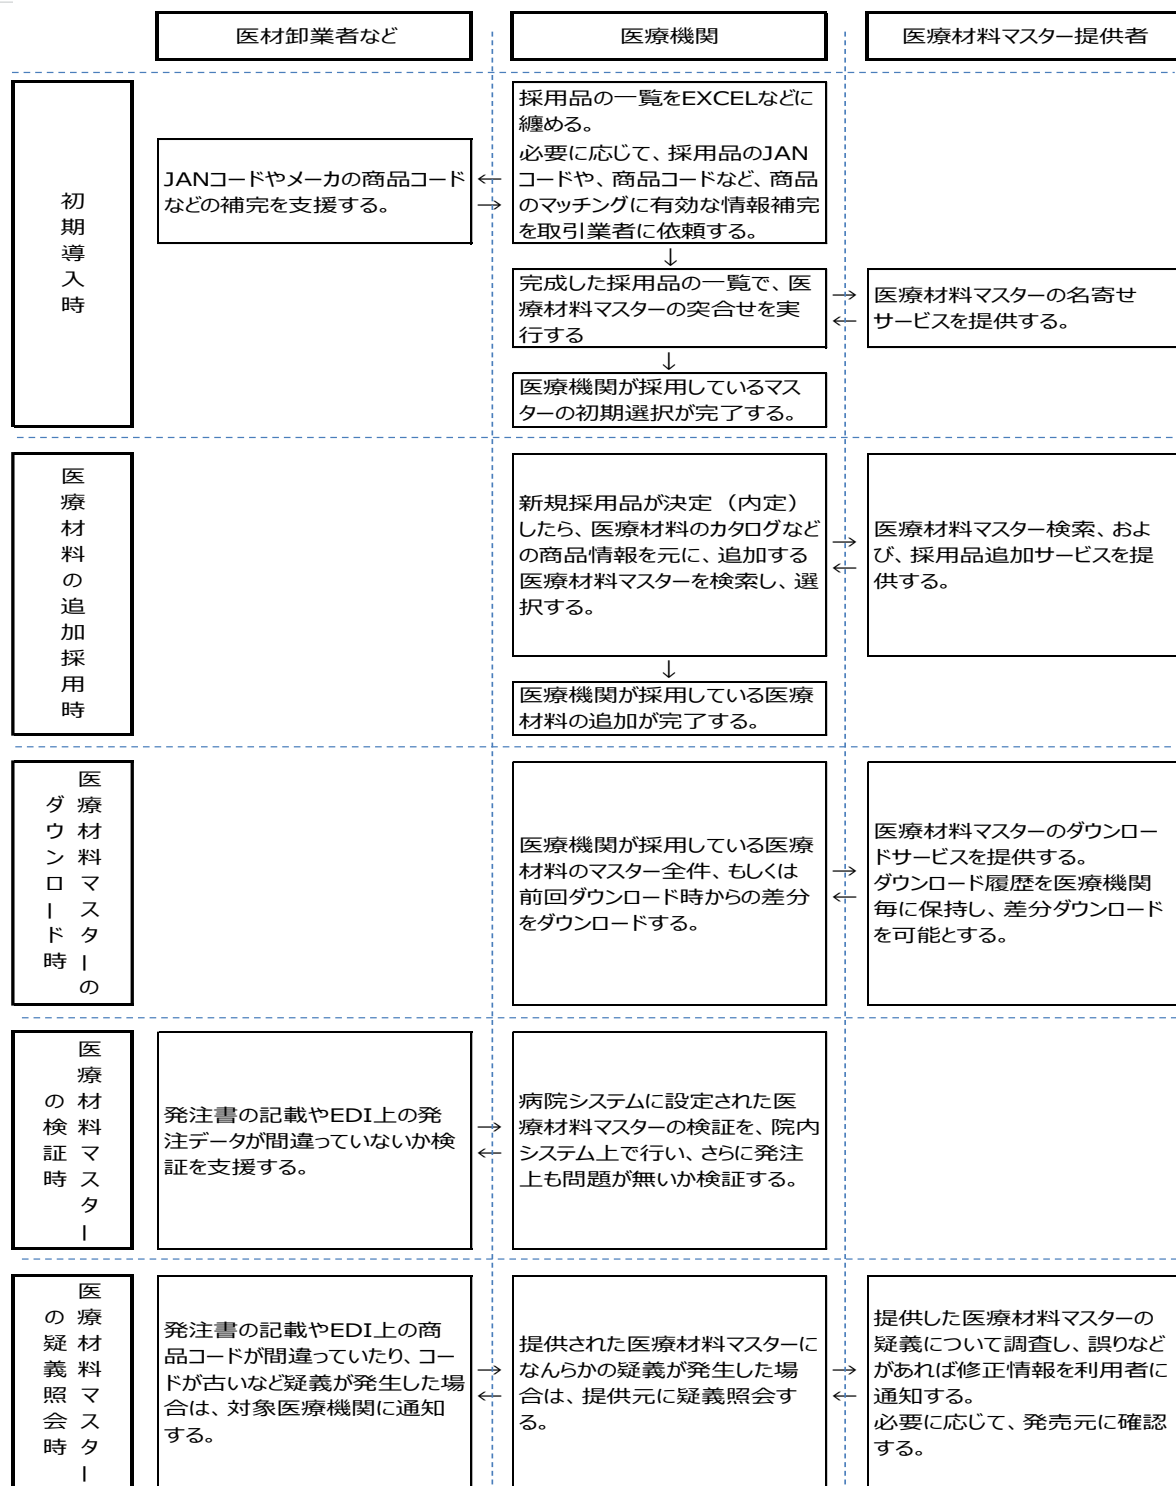 医材卸業者など
医療機関
医療材料マスター提供者
初期導入時
JANコードやメーカの商品コード
などの補完を支援する。
←
→
採用品の一覧をEXCELなどに
纏める。
必要に応じて、採用品のJAN
コードや、商品コードなど、商品
のマッチングに有効な情報補完
を取引業者に依頼する。
↓
完成した採用品の一覧で、医
療材料マスターの突合せを実
行する
→
←
医療材料マスターの名寄せ
サービスを提供する。
↓
医療機関が採用しているマス
ターの初期選択が完了する。
医療材料の追加採用時
新規採用品が決定（内定）
したら、医療材料のカタログなど
の商品情報を元に、追加する
医療材料マスターを検索し、選
択する。
→
←
医療材料マスター検索、およ
び、採用品追加サービスを提
供する。
↓
医療機関が採用している医療
材料の追加が完了する。
医療材料マスターの
ダウンロード時
医療機関が採用している医療
材料のマスター全件、もしくは
前回ダウンロード時からの差分
をダウンロードする。
→
←
医療材料マスターのダウンロー
ドサービスを提供する。
ダウンロード履歴を医療機関
毎に保持し、差分ダウンロード
を可能とする。
医療材料マスター
の検証時
発注書の記載やEDI上の発
注データが間違っていないか検
証を支援する。
→
←
病院システムに設定された医
療材料マスターの検証を、院内
システム上で行い、さらに発注
上も問題が無いか検証する。
医療材料マスター
の疑義照会時
発注書の記載やEDI上の商
品コードが間違っていたり、コー
ドが古いなど疑義が発生した場
合は、対象医療機関に通知
する。
→
←
提供された医療材料マスターに
なんらかの疑義が発生した場
合は、提供元に疑義照会す
る。
→
←
提供した医療材料マスターの
疑義について調査し、誤りなど
があれば修正情報を利用者に
通知する。
必要に応じて、発売元に確認
する。